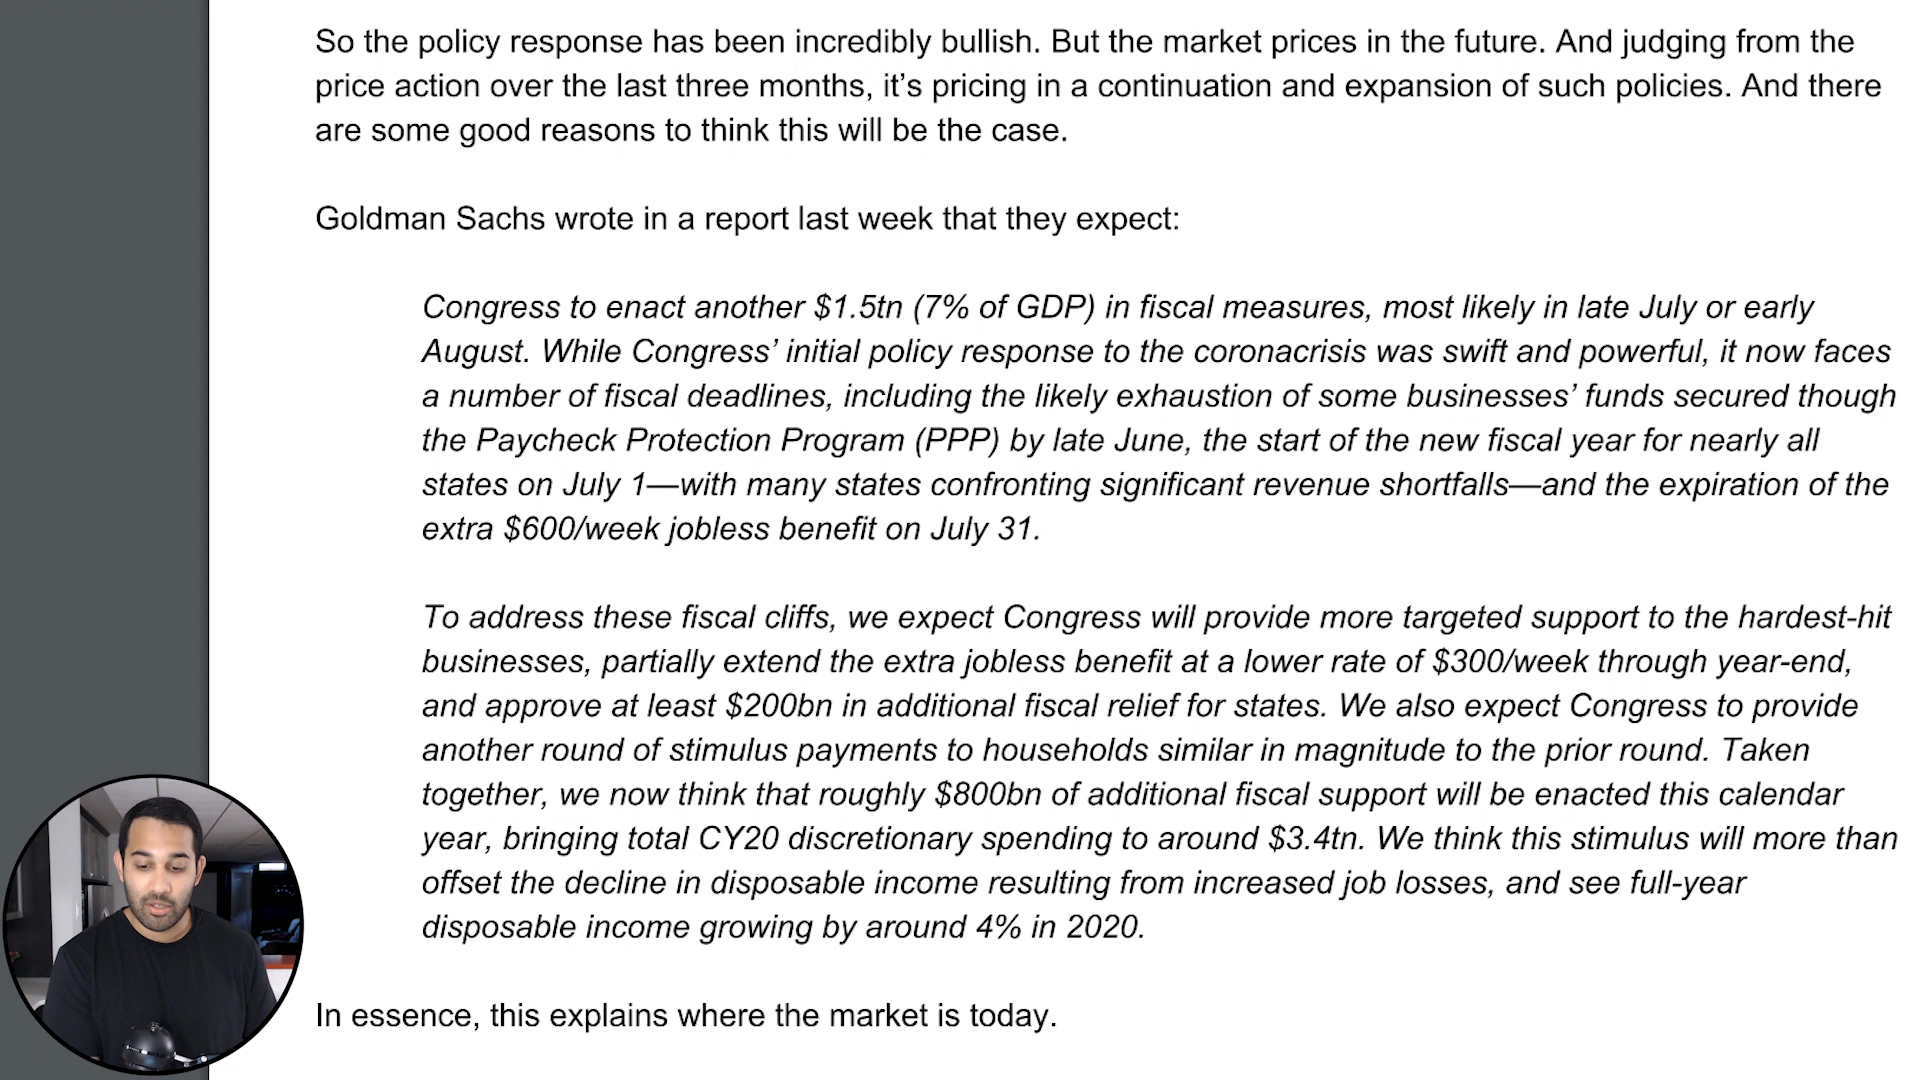 So the policy response has been incredibly bullish. But the market prices in the future. And judging from the
price action over the last three months, it’s pricing in a continuation and expansion of such policies. And there
are some good reasons to think this will be the case.
Goldman Sachs wrote in a report last week that they expect:
Congress to enact another $1.5tn (7% of GDP) in fiscal measures, most likely in late July or early
August. While Congress’ initial policy response to the coronacrisis was swift and powerful, it now faces
a number of fiscal deadlines, including the likely exhaustion of some businesses’ funds secured though
the Paycheck Protection Program (PPP) by late June, the start of the new fiscal year for nearly all
states on July 1—with many states confronting significant revenue shortfalls—and the expiration of the
extra $600/week jobless benefit on July 31.
To address these fiscal cliffs, we expect Congress will provide more targeted support to the hardest-hit
businesses, partially extend the extra jobless benefit at a lower rate of $300/week through year-end,
and approve at least $200bn in additional fiscal relief for states. We also expect Congress to provide
another round of stimulus payments to households similar in magnitude to the prior round. Taken
together, we now think that roughly $800bn of additional fiscal support will be enacted this calendar
year, bringing total CY20 discretionary spending to around $3.4tn. We think this stimulus will more than
offset the decline in disposable income resulting from increased job losses, and see full-year
disposable income growing by around 4% in 2020.
In essence, this explains where the market is today.